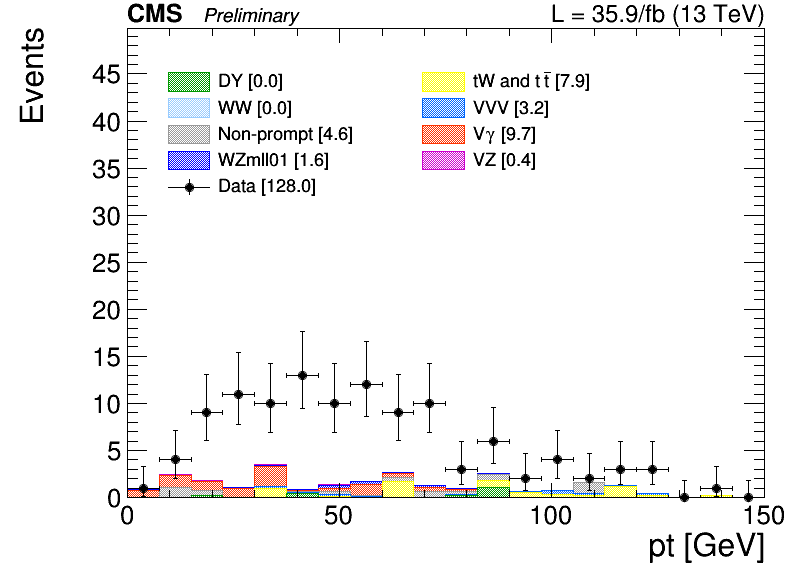 CMS Preliminary L = 35.9/fb (13 TeV)
Events
45
40
35
30
25
20
15
10
5
0
DY [0.0]
WW [0.0]
Non-prompt [4.6]
WZmll01 [1.6]
Data [128.0]
tW and tt̅ [7.9]
VVV [3.2]
Vγ [9.7]
VZ [0.4]
0 50 100 150
pt [GeV]